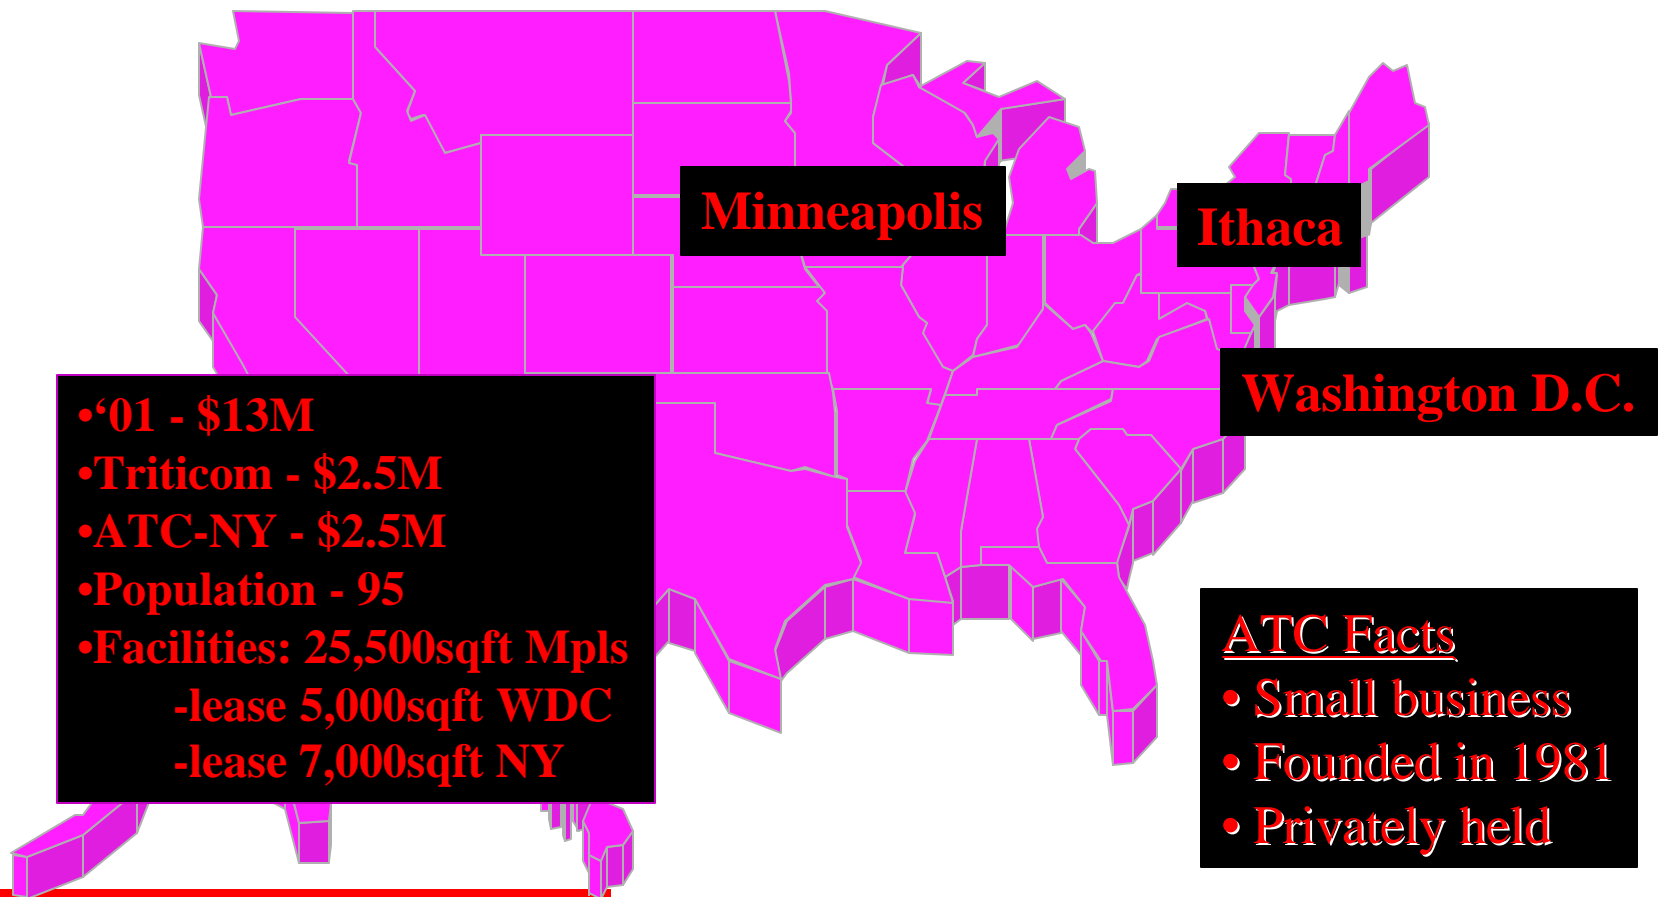 Minneapolis
Ithaca
Washington D.C.
•‘01 - $13M
•Triticom - $2.5M
•ATC-NY - $2.5M
•Population - 95
•Facilities: 25,500sqft Mpls
-lease 5,000sqft WDC
-lease 7,000sqft NY
ATC Facts
• Small business
• Founded in 1981
• Privately held